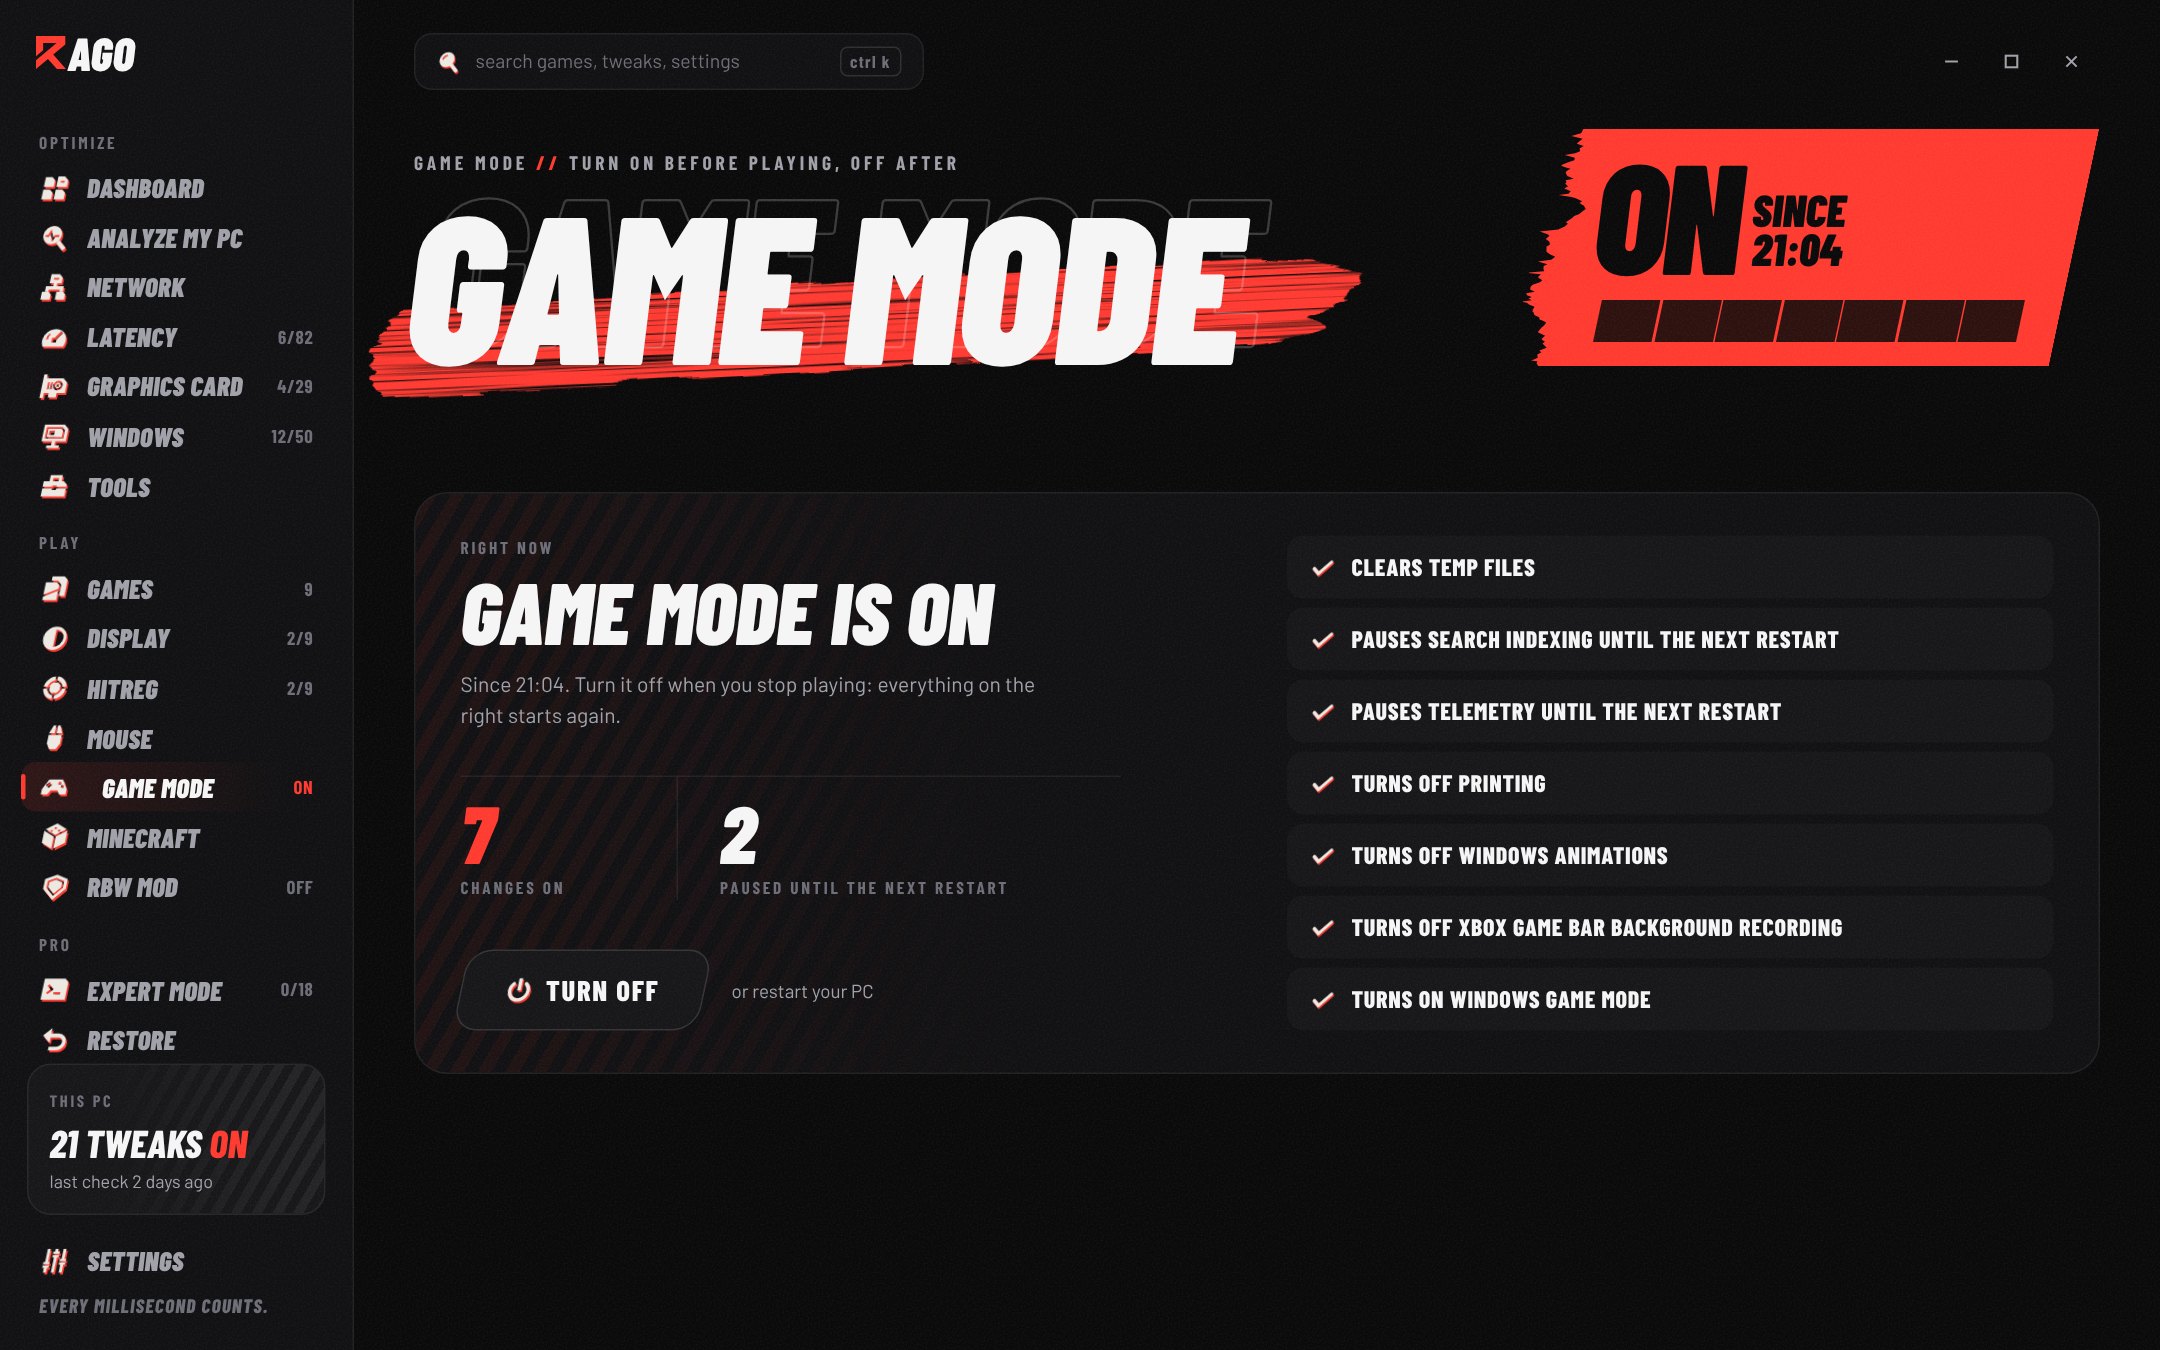 RAGO
OPTIMIZE
DASHBOARD
ANALYZE MY PC
NETWORK
LATENCY 6/82
GRAPHICS CARD 4/29
WINDOWS 12/50
TOOLS
PLAY
GAMES 9
DISPLAY 2/9
HITREG 2/9
MOUSE
GAME MODE ON
MINECRAFT
RBW MOD OFF
PRO
EXPERT MODE 0/18
RESTORE
THIS PC
21 TWEAKS ON
last check 2 days ago
SETTINGS
EVERY MILLISECOND COUNTS.
search games, tweaks, settings ctrl k
GAME MODE // TURN ON BEFORE PLAYING, OFF AFTER
GAME MODE
ON SINCE
21:04
RIGHT NOW
GAME MODE IS ON
Since 21:04. Turn it off when you stop playing: everything on the
right starts again.
7
CHANGES ON
2
PAUSED UNTIL THE NEXT RESTART
TURN OFF
or restart your PC
CLEARS TEMP FILES
PAUSES SEARCH INDEXING UNTIL THE NEXT RESTART
PAUSES TELEMETRY UNTIL THE NEXT RESTART
TURNS OFF PRINTING
TURNS OFF WINDOWS ANIMATIONS
TURNS OFF XBOX GAME BAR BACKGROUND RECORDING
TURNS ON WINDOWS GAME MODE